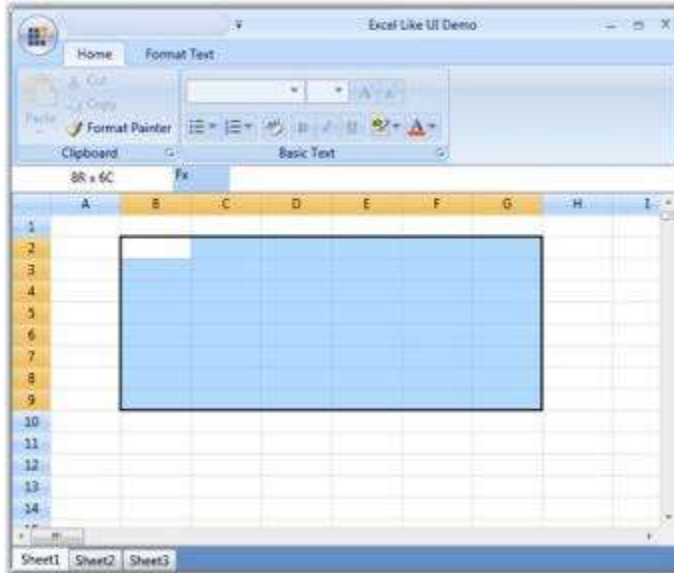 Excel Like UI Demo
Home Format Text
Cut
Copy
Paste
Format Painter
Clipboard
Basic Text
8R x 6C
Fx
A B C D E F G H I
1
2
3
4
5
6
7
8
9
10
11
12
13
14
Sheet1 Sheet2 Sheet3